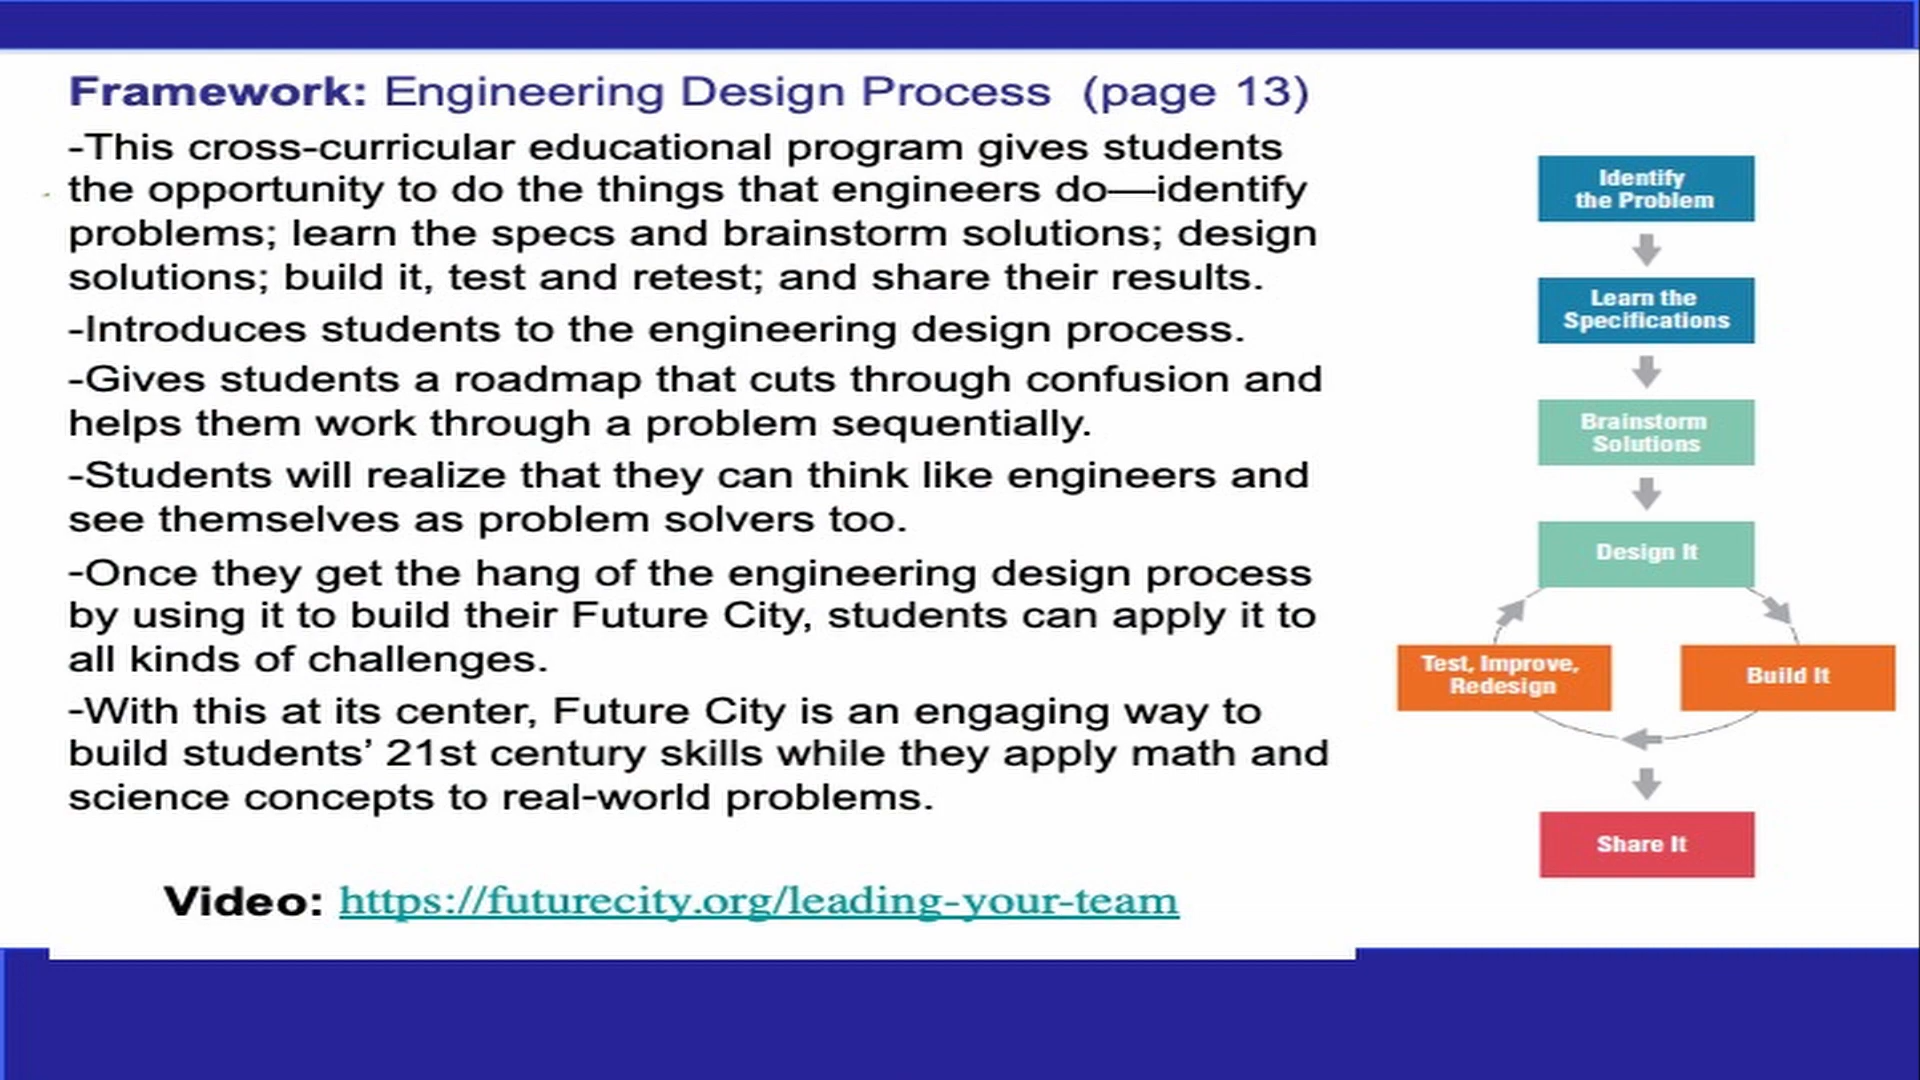 Framework: Engineering Design Process (page 13)
-This cross-curricular educational program gives students
the opportunity to do the things that engineers do—identify
problems; learn the specs and brainstorm solutions; design
solutions; build it, test and retest; and share their results.
-Introduces students to the engineering design process.
-Gives students a roadmap that cuts through confusion and
helps them work through a problem sequentially.
-Students will realize that they can think like engineers and
see themselves as problem solvers too.
-Once they get the hang of the engineering design process
by using it to build their Future City, students can apply it to
all kinds of challenges.
-With this at its center, Future City is an engaging way to
build students’ 21st century skills while they apply math and
science concepts to real-world problems.
Video: https://futurecity.org/leading-your-team
Identify
the Problem
Learn the
Specifications
Brainstorm
Solutions
Design It
Test, Improve,
Redesign
Build It
Share It